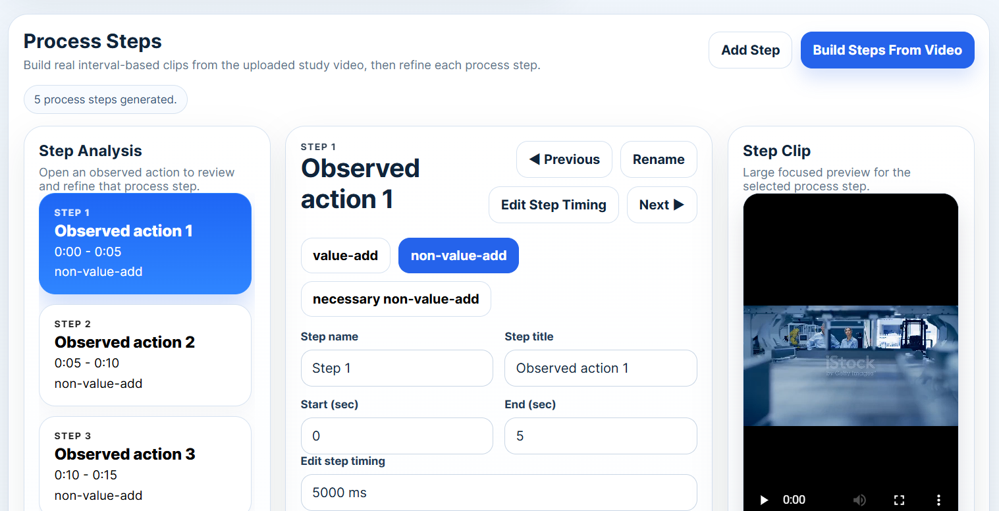 Process Steps
Build real interval-based clips from the uploaded study video, then refine each process step.
Add Step
Build Steps From Video
5 process steps generated.
Step Analysis
Open an observed action to review
and refine that process step.
STEP 1
Observed action 1
0:00 - 0:05
non-value-add
STEP 2
Observed action 2
0:05 - 0:10
non-value-add
STEP 3
Observed action 3
0:10 - 0:15
non-value-add
STEP 1
Observed
action 1
◀ Previous
Rename
Edit Step Timing
Next ▶
value-add
non-value-add
necessary non-value-add
Step name
Step title
Step 1
Observed action 1
Start (sec)
End (sec)
0
5
Edit step timing
5000 ms
Step Clip
Large focused preview for the
selected process step.
iStock
by Getty Images
0:00